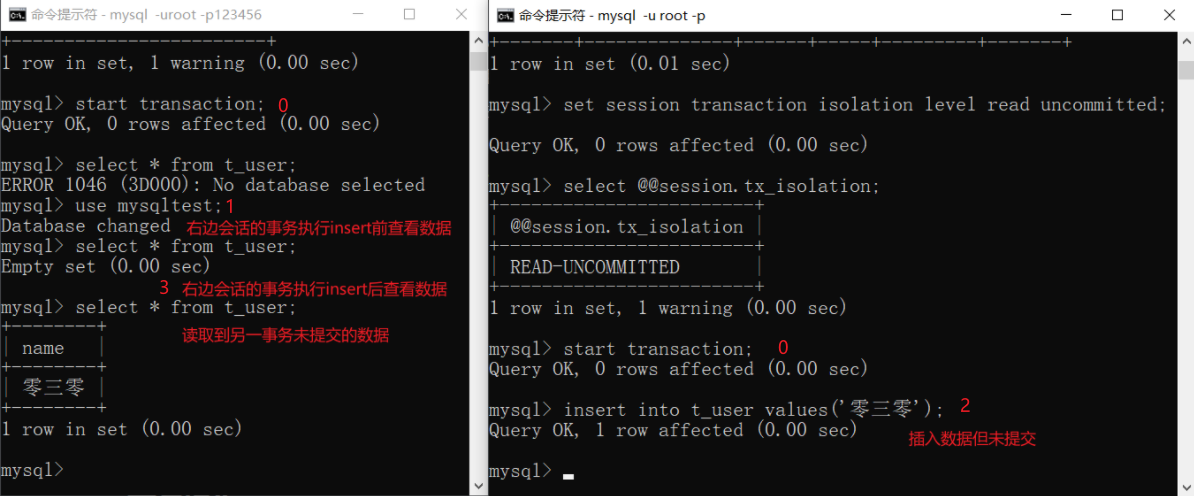 命令提示符 - mysql -uroot -p123456
+------------------------+
1 row in set, 1 warning (0.00 sec)
mysql> start transaction; 0
Query OK, 0 rows affected (0.00 sec)
mysql> select * from t_user;
ERROR 1046 (3D000): No database selected
mysql> use mysqltest; 1
Database changed 右边会话的事务执行insert前查看数据
mysql> select * from t_user;
Empty set (0.00 sec)
3 右边会话的事务执行insert后查看数据
mysql> select * from t_user;
+--------+
读取到另一事务未提交的数据
| name |
+--------+
| 零三零 |
+--------+
1 row in set (0.00 sec)
mysql>
命令提示符 - mysql -u root -p
+-------+--------------+------+-----+---------+-------+
1 row in set (0.01 sec)
mysql> set session transaction isolation level read uncommitted;
Query OK, 0 rows affected (0.00 sec)
mysql> select @@session.tx_isolation;
+------------------------+
| @@session.tx_isolation |
+------------------------+
| READ-UNCOMMITTED |
+------------------------+
1 row in set, 1 warning (0.00 sec)
mysql> start transaction; 0
Query OK, 0 rows affected (0.00 sec)
mysql> insert into t_user values('零三零'); 2
Query OK, 1 row affected (0.00 sec)
插入数据但未提交
mysql>